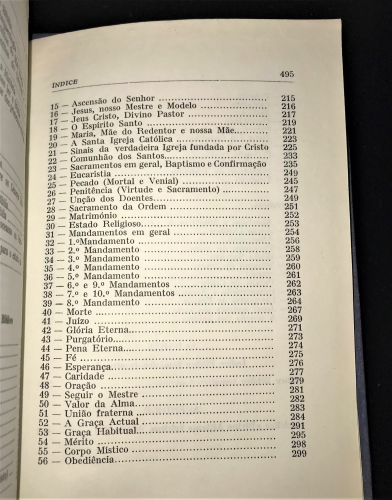 ÍNDICE 495
15 — Ascensão do Senhor 215
16 — Jesus, nosso Mestre e Modelo 216
17 — Jeus Cristo, Divino Pastor 217
18 — O Espírito Santo 219
19 — Maria, Mãe do Redentor e nossa Mãe 221
20 — A Santa Igreja Católica 223
21 — Sinais da verdadeira Igreja fundada por Cristo 225
22 — Comunhão dos Santos 233
23 — Sacramentos em geral, Baptismo e Confirmação 235
24 — Eucaristia 249
25 — Pecado (Mortal e Venial) 245
26 — Penitência (Virtude e Sacramento) 247
27 — Unção dos Doentes 249
28 — Sacramento da Ordem 251
29 — Matrimónio 252
30 — Estado Religioso 253
31 — Mandamentos em geral 254
32 — 1.ºMandamento 256
33 — 2.º Mandamento 258
34 — 3.º Mandamento 259
35 — 4.º Mandamento 260
36 — 5.º Mandamento 261
37 — 6.º e 9.º Mandamentos 262
38 — 7.º e 10.º Mandamentos 263
39 — 8.º Mandamento 264
40 — Morte 267
41 — Juízo 269
42 — Glória Eterna 271
43 — Purgatório 273
44 — Pena Eterna 274
45 — Fé 275
46 — Esperança 276
47 — Caridade 277
48 — Oração 279
49 — Seguir o Mestre 281
50 — Valor da Alma 282
51 — União fraterna 283
52 — A Graça Actual 284
53 — Graça Habitual 291
54 — Mérito 295
55 — Corpo Místico 298
56 — Obediência 299